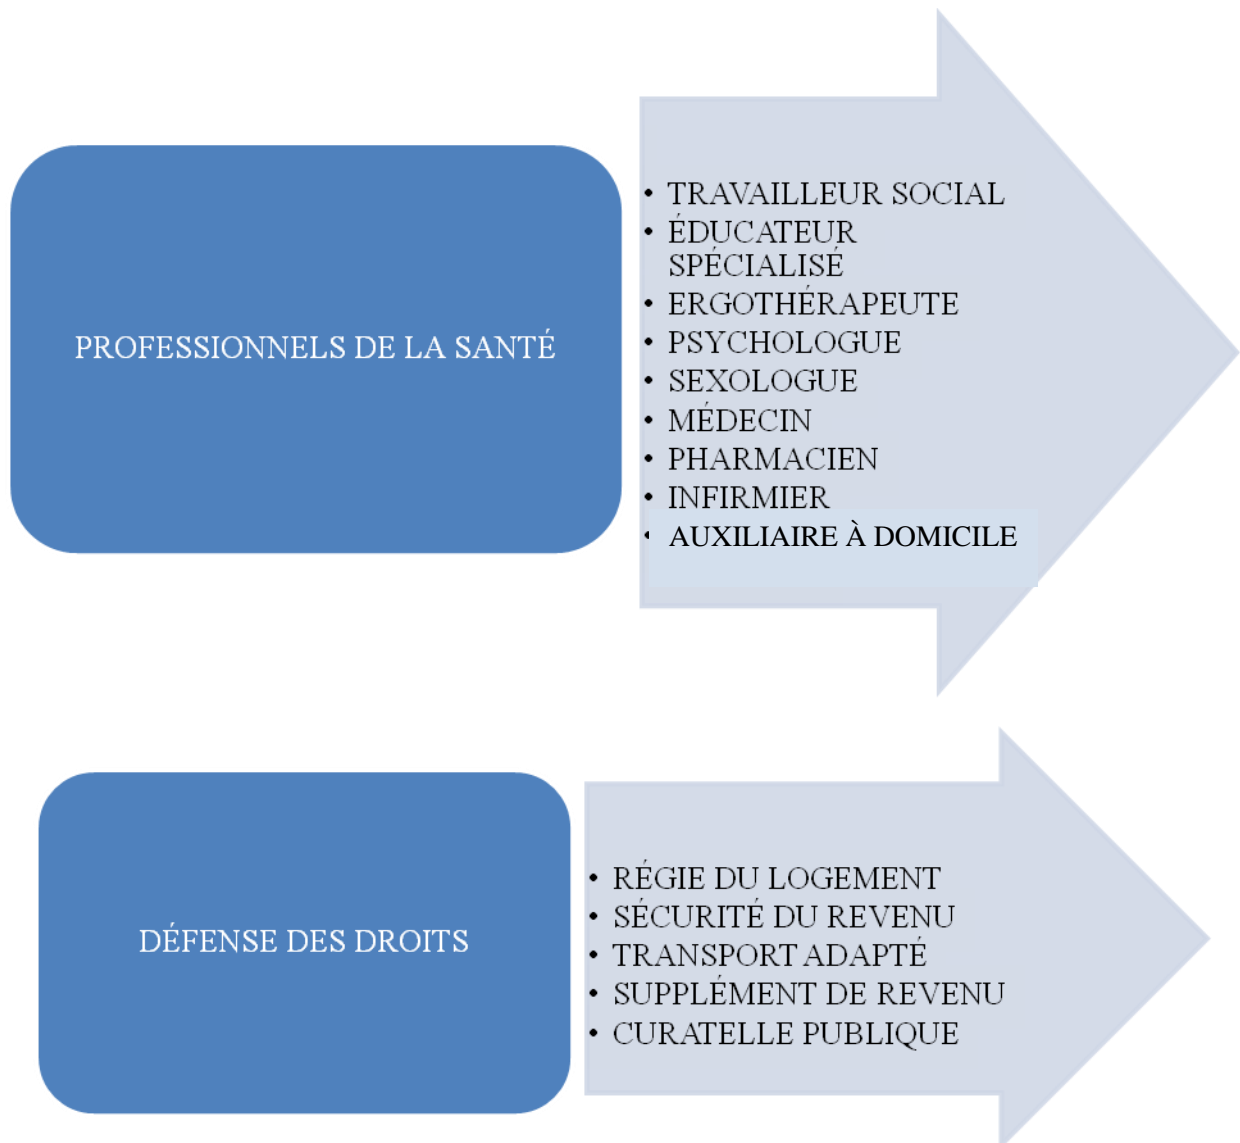 PROFESSIONNELS DE LA SANTÉ
• TRAVAILLEUR SOCIAL
• ÉDUCATEUR
SPÉCIALISÉ
• ERGOTHÉRAPEUTE
• PSYCHOLOGUE
• SEXOLOGUE
• MÉDECIN
• PHARMACIEN
• INFIRMIER
• AUXILIAIRE À DOMICILE
DÉFENSE DES DROITS
• RÉGIE DU LOGEMENT
• SÉCURITÉ DU REVENU
• TRANSPORT ADAPTÉ
• SUPPLÉMENT DE REVENU
• CURATELLE PUBLIQUE